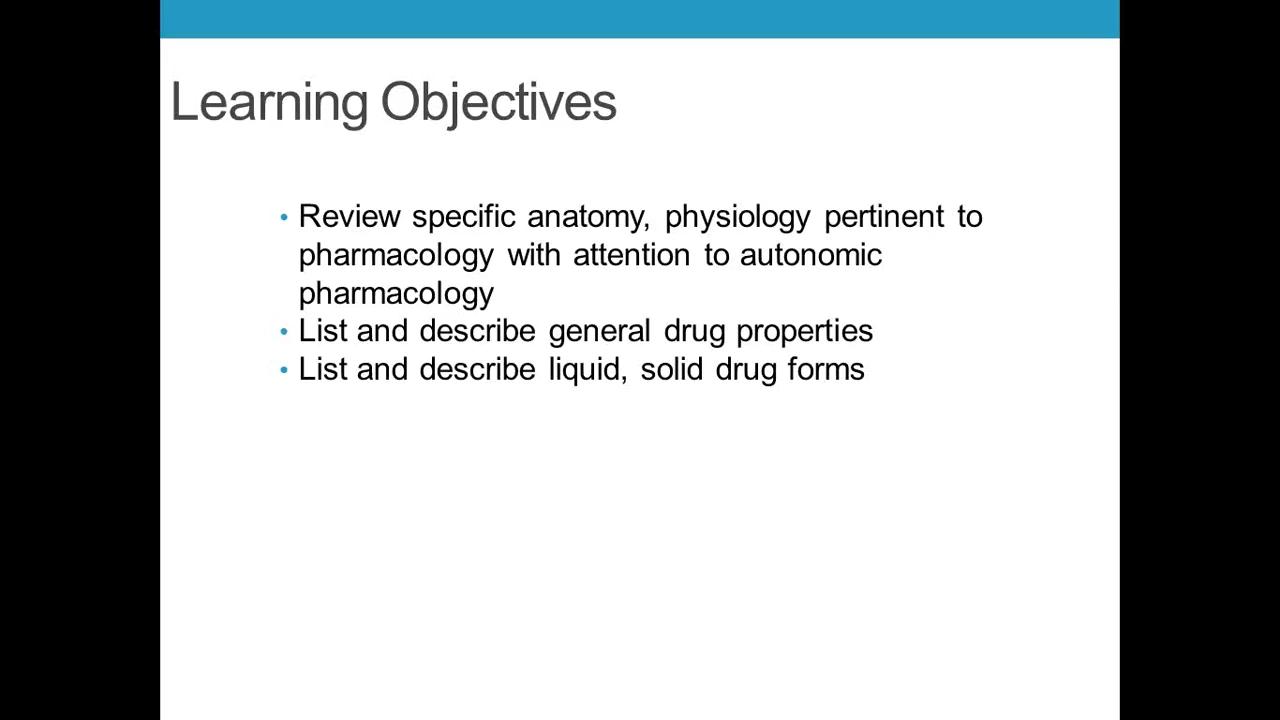 Learning Objectives
• Review specific anatomy, physiology pertinent to
pharmacology with attention to autonomic
pharmacology
• List and describe general drug properties
• List and describe liquid, solid drug forms